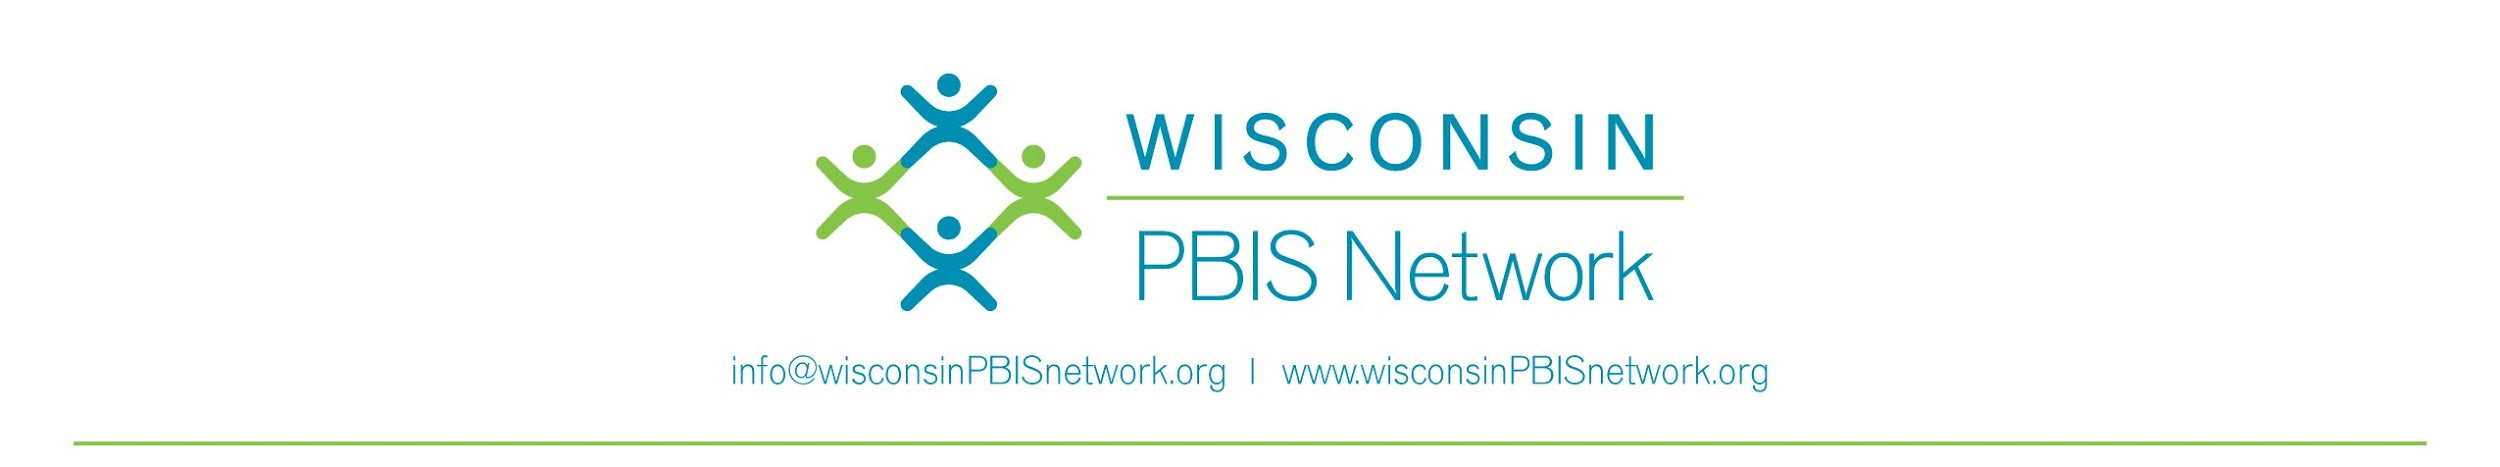 WISCONSIN
PBIS Network
info@wisconsinPBISnetwork.org | www.wisconsinPBISnetwork.org